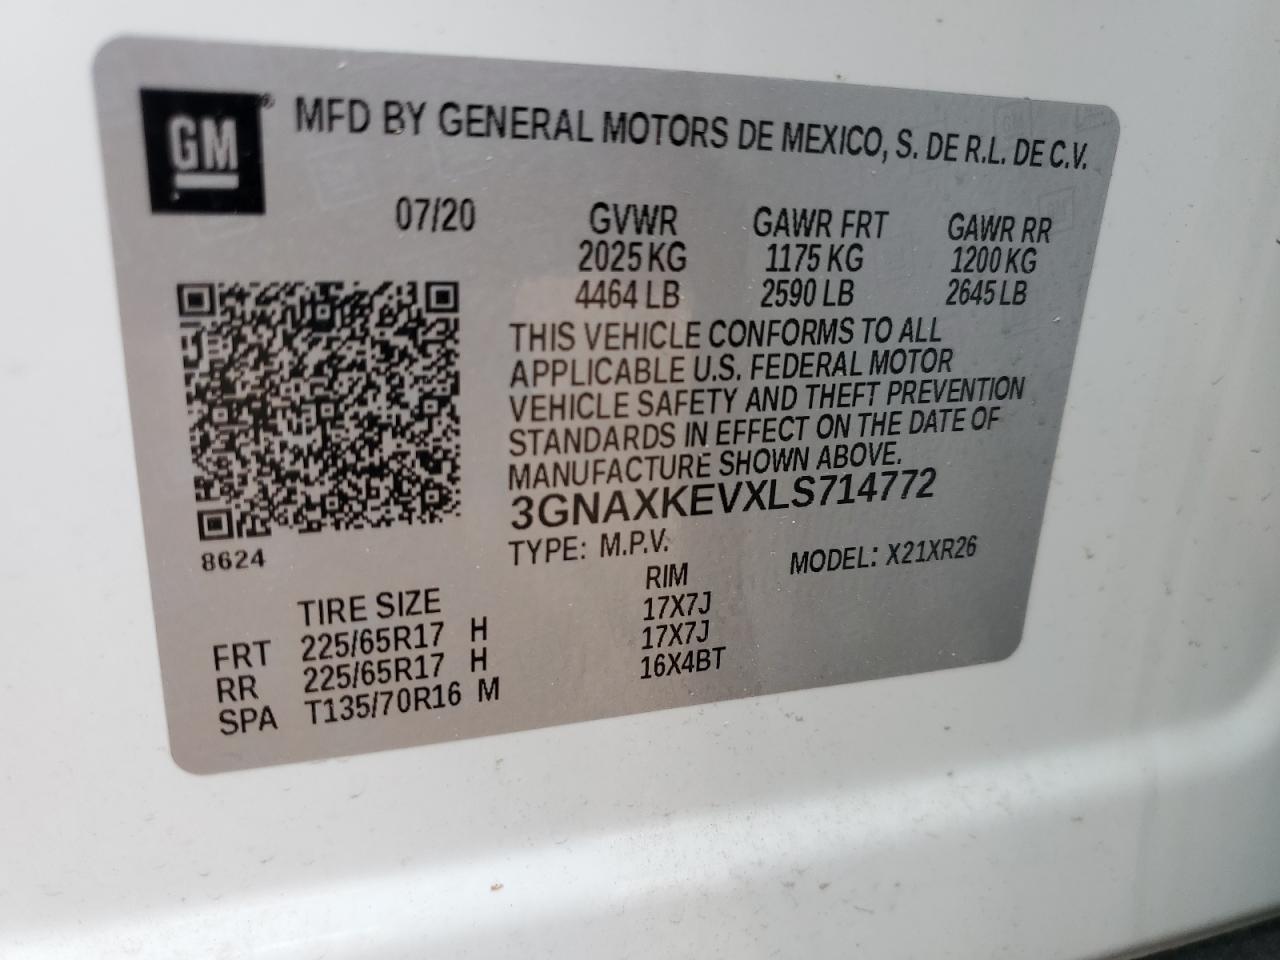 GM
MFD BY GENERAL MOTORS DE MEXICO, S. DE R.L. DE C.V.
07/20 GVWR GAWR FRT GAWR RR
2025 KG 1175 KG 1200 KG
4464 LB 2590 LB 2645 LB
THIS VEHICLE CONFORMS TO ALL
APPLICABLE U.S. FEDERAL MOTOR
VEHICLE SAFETY AND THEFT PREVENTION
STANDARDS IN EFFECT ON THE DATE OF
MANUFACTURE SHOWN ABOVE.
3GNAXKEVXLS714772
8624 TYPE: M.P.V. MODEL: X21XR26
TIRE SIZE RIM
FRT 225/65R17 H 17X7J
RR 225/65R17 H 17X7J
SPA T135/70R16 M 16X4BT